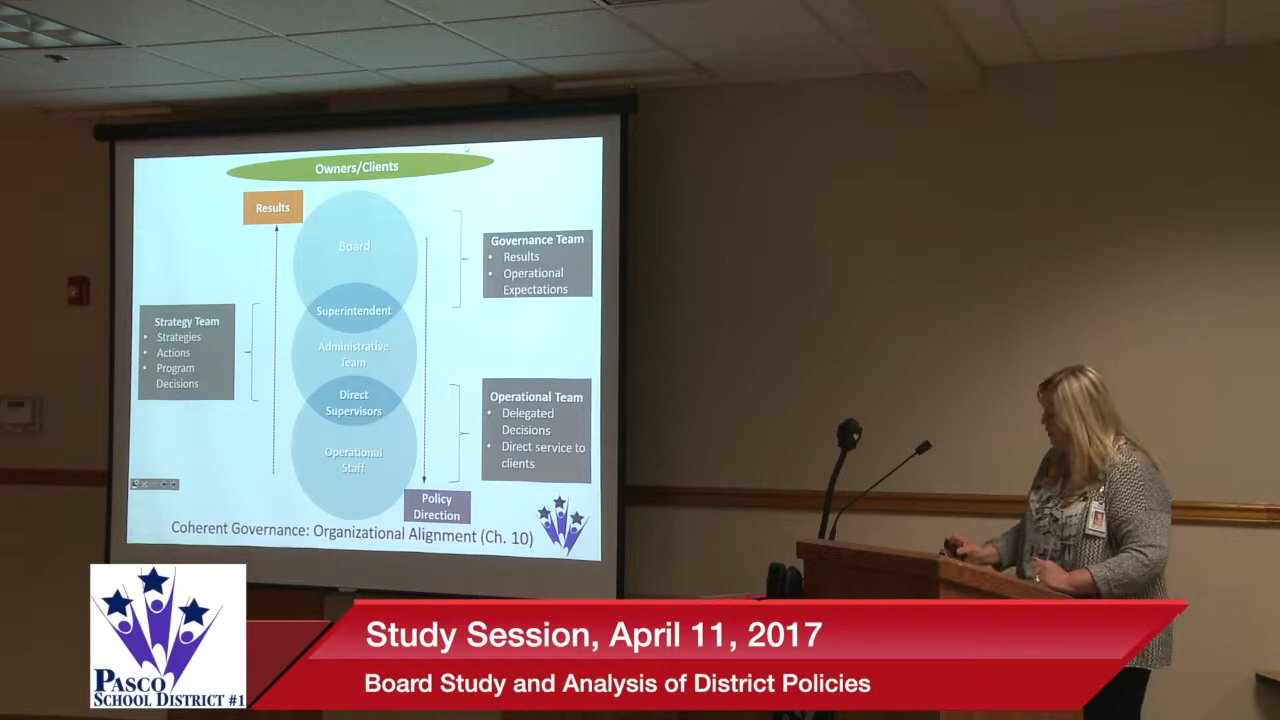 Owners/Clients
Results
Board
Governance Team
• Results
• Operational
Expectations
Superintendent
Strategy Team
• Strategies
• Actions
• Program
Decisions
Administrative
Team
Direct
Supervisors
Operational Team
• Delegated
Decisions
• Direct service to
clients
Operational
Staff
Policy
Direction
Coherent Governance: Organizational Alignment (Ch. 10)
PASCO
SCHOOL DISTRICT #1
Study Session, April 11, 2017
Board Study and Analysis of District Policies